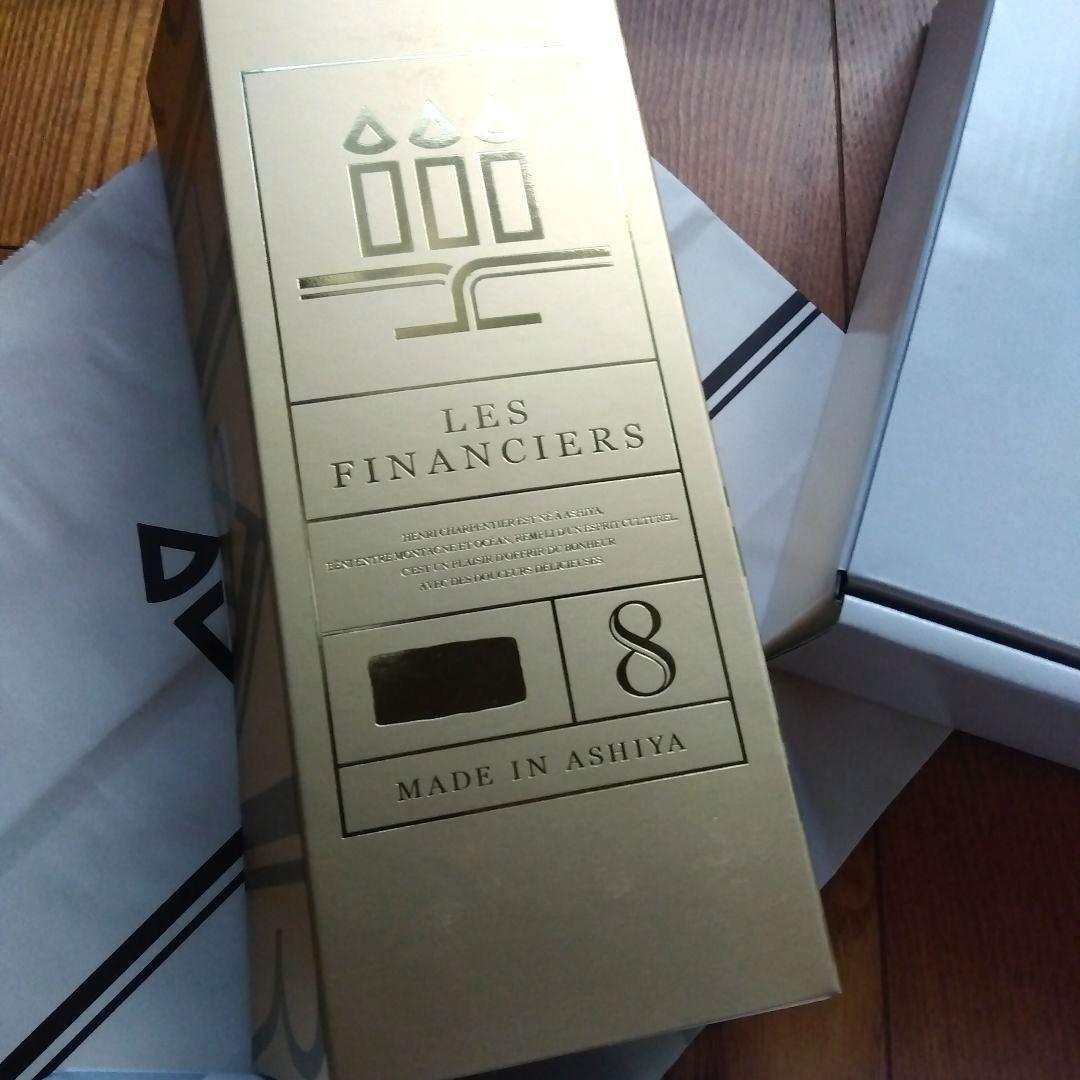 LES
FINANCIERS
HENRI CHARPENTIER EST NÉ À ASHIYA,
BÉNI ENTRE MONTAGNE ET OCÉAN, REMPLI D'UN ESPRIT CULTUREL.
C'EST UN PLAISIR D'OFFRIR DU BONHEUR
AVEC DES DOUCEURS DÉLICIEUSES.
8
MADE IN ASHIYA